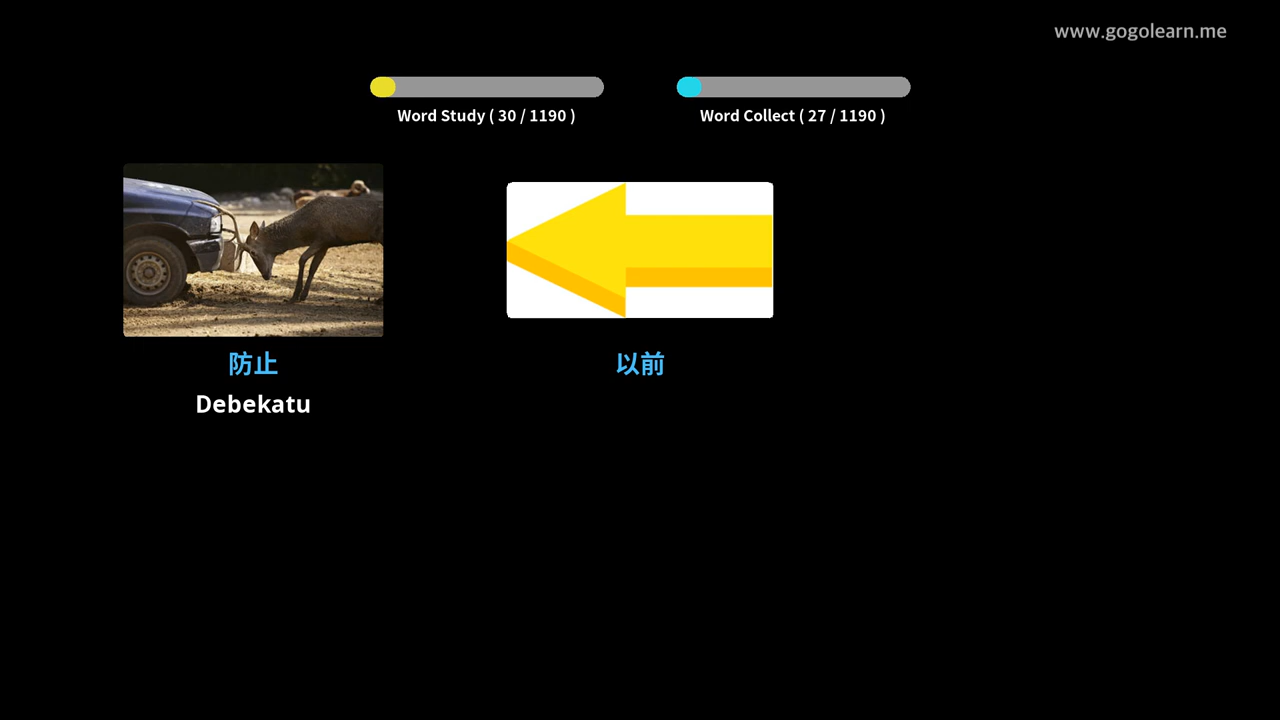 www.gogolearn.me
Word Study ( 30 / 1190 )
Word Collect ( 27 / 1190 )
防止
Debekatu
以前